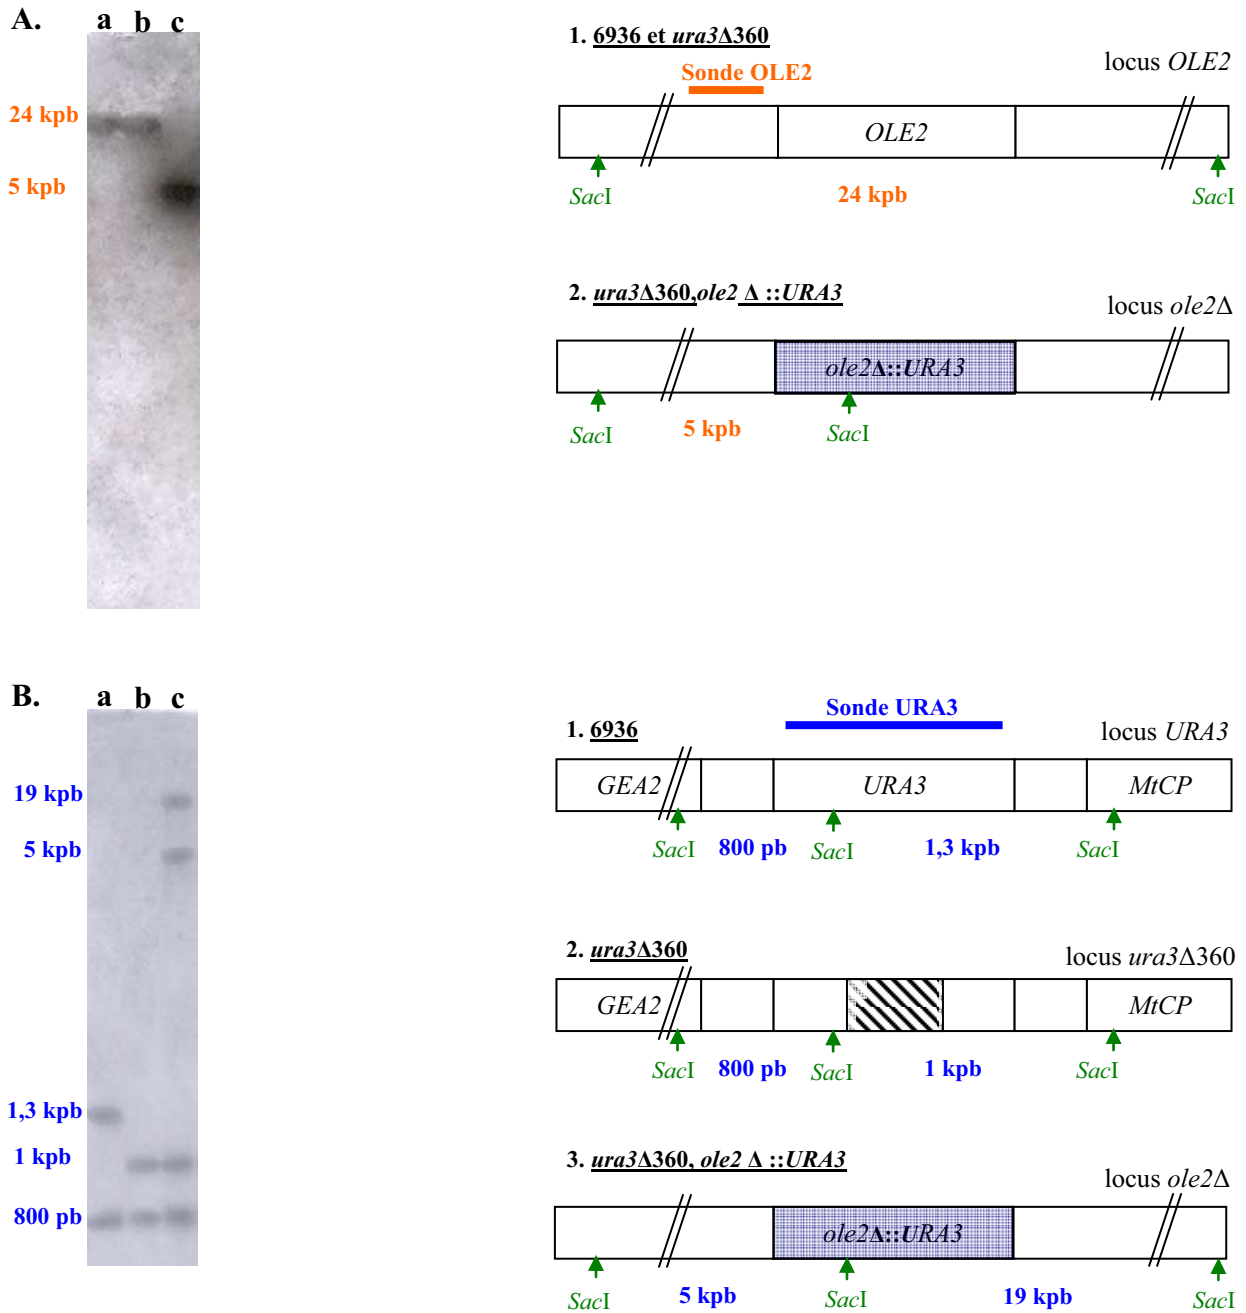 A.
a b c
24 kpb
5 kpb
1. 6936 et ura3Δ360
locus OLE2
Sonde OLE2
OLE2
SacI
24 kpb
SacI
2. ura3Δ360,ole2 Δ ::URA3
locus ole2Δ
ole2Δ::URA3
SacI
5 kpb
SacI
B.
a b c
19 kpb
5 kpb
1,3 kpb
1 kpb
800 pb
Sonde URA3
1. 6936
locus URA3
GEA2
URA3
MtCP
SacI
800 pb
SacI
1,3 kpb
SacI
2. ura3Δ360
locus ura3Δ360
GEA2
MtCP
SacI
800 pb
SacI
1 kpb
SacI
3. ura3Δ360, ole2 Δ ::URA3
locus ole2Δ
ole2Δ::URA3
SacI
5 kpb
SacI
19 kpb
SacI